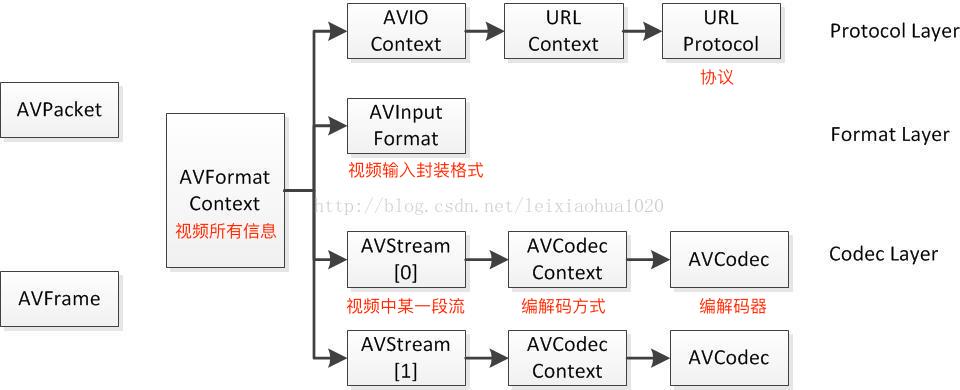 AVIO
Context
URL
Context
URL
Protocol
Protocol Layer
协议
AVPacket
AVInput
Format
Format Layer
视频输入封装格式
AVFormat
Context
视频所有信息
http://blog.csdn.net/leixiaohua1020
AVStream
[0]
AVCodec
Context
AVCodec
Codec Layer
视频中某一段流
编解码方式
编解码器
AVFrame
AVStream
[1]
AVCodec
Context
AVCodec